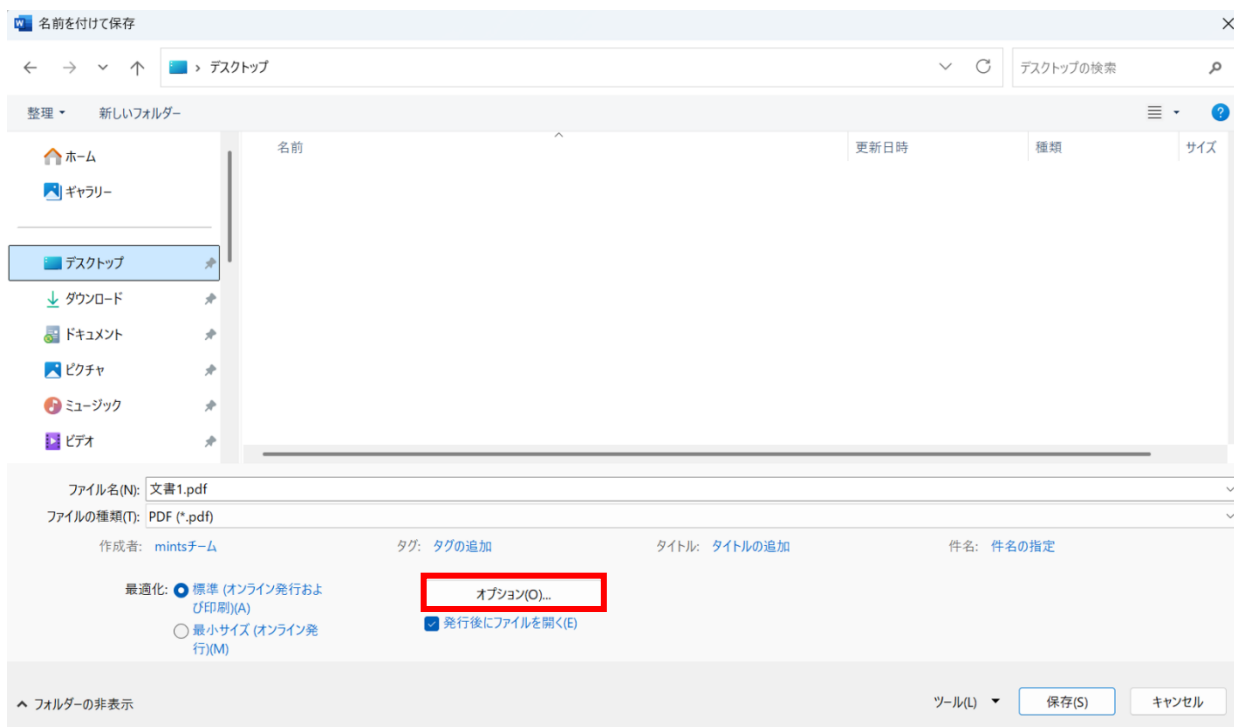 名前を付けて保存
デスクトップ
デスクトップの検索
整理 新しいフォルダー
名前 更新日時 種類 サイズ
ホーム
ギャラリー
デスクトップ
ダウンロード
ドキュメント
ピクチャ
ミュージック
ビデオ
ファイル名(N): 文書1.pdf
ファイルの種類(T): PDF (*.pdf)
作成者: mintsチーム タグ: タグの追加 タイトル: タイトルの追加 件名: 件名の指定
最適化: 標準 (オンライン発行およ
び印刷)(A)
最小サイズ (オンライン発
行)(M)
オプション(O)...
発行後にファイルを開く(E)
フォルダーの非表示 ツール(L) 保存(S) キャンセル